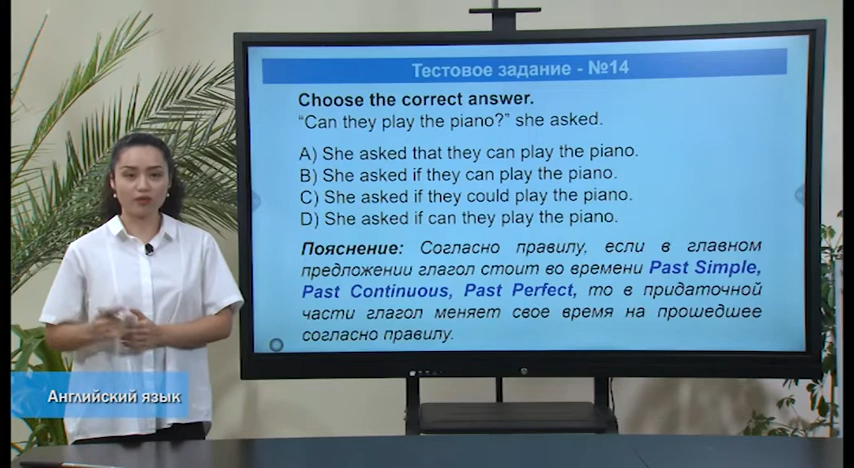 Тестовое задание - №14
Choose the correct answer.
“Can they play the piano?” she asked.
A) She asked that they can play the piano.
B) She asked if they can play the piano.
C) She asked if they could play the piano.
D) She asked if can they play the piano.
Пояснение: Согласно правилу, если в главном
предложении глагол стоит во времени Past Simple,
Past Continuous, Past Perfect, то в придаточной
части глагол меняет свое время на прошедшее
согласно правилу.
Английский язык